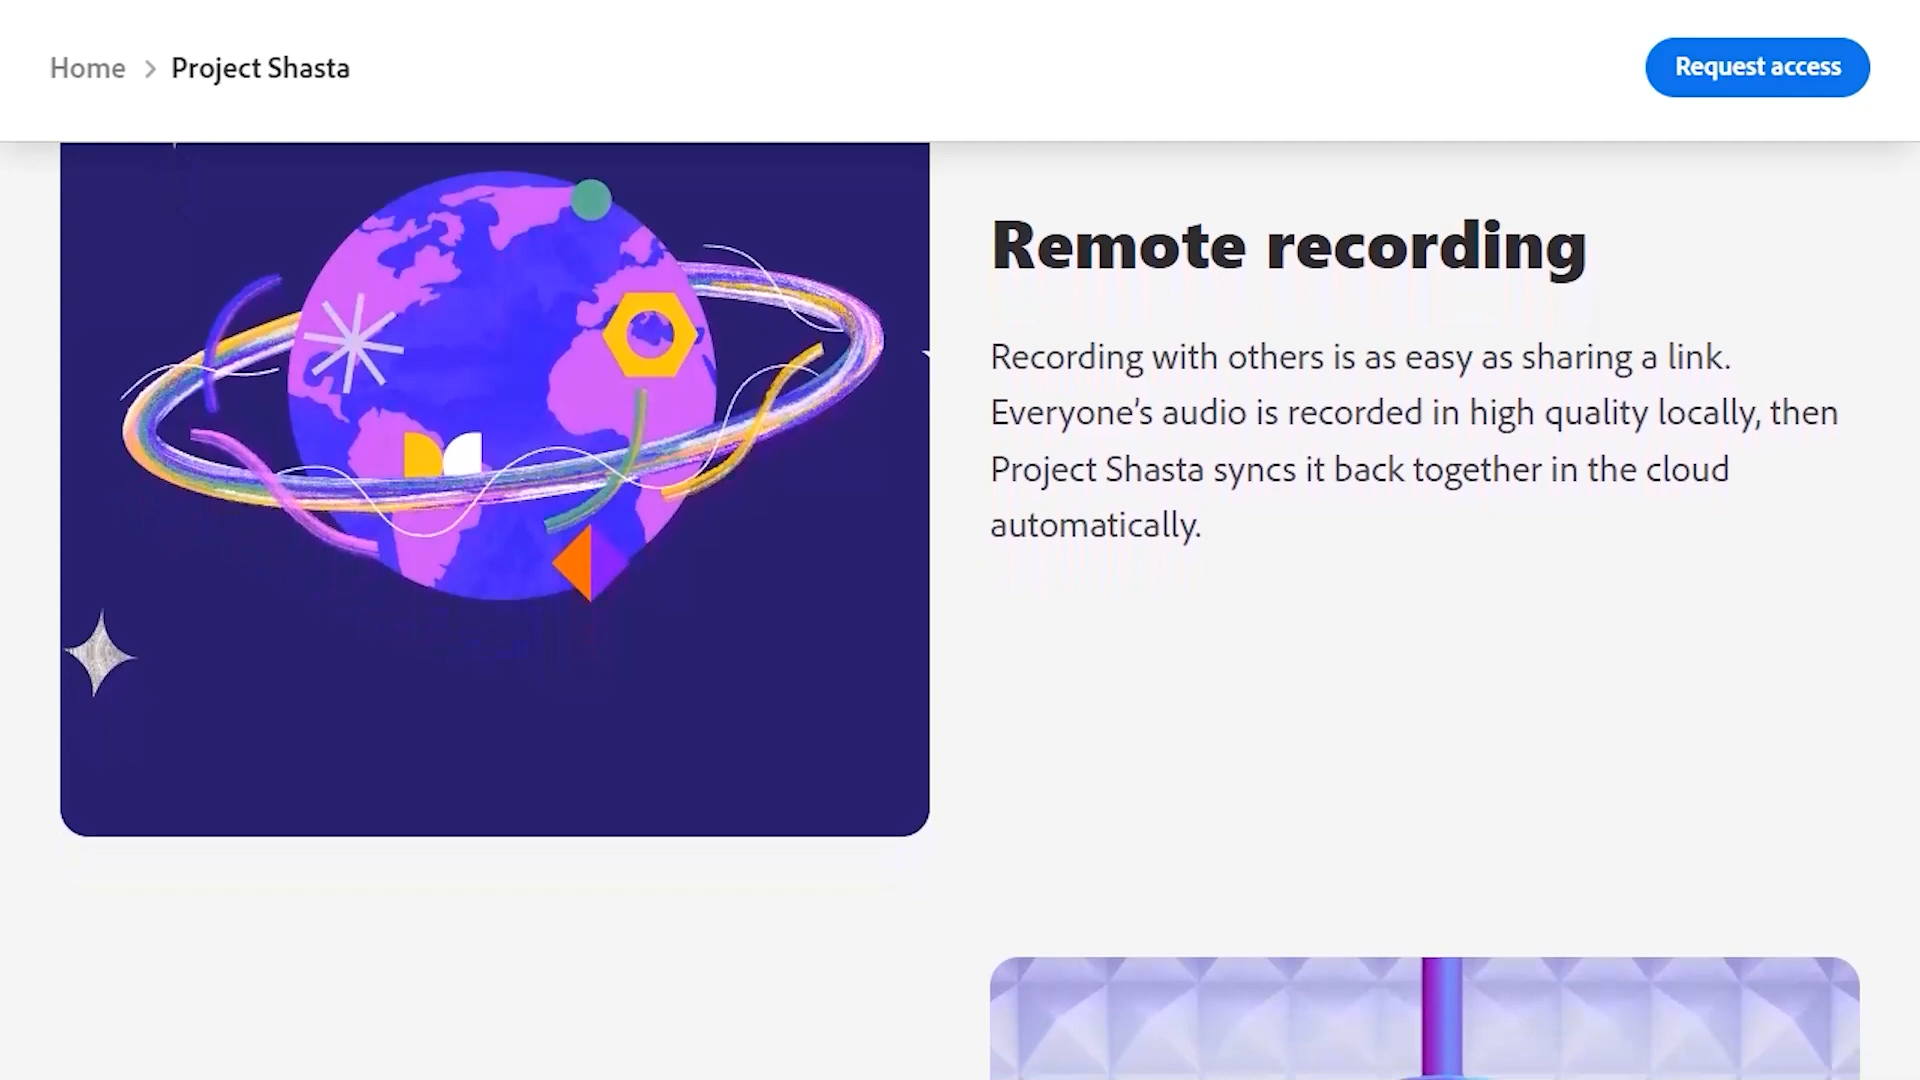 Home > Project Shasta
Request access
Remote recording
Recording with others is as easy as sharing a link.
Everyone’s audio is recorded in high quality locally, then
Project Shasta syncs it back together in the cloud
automatically.